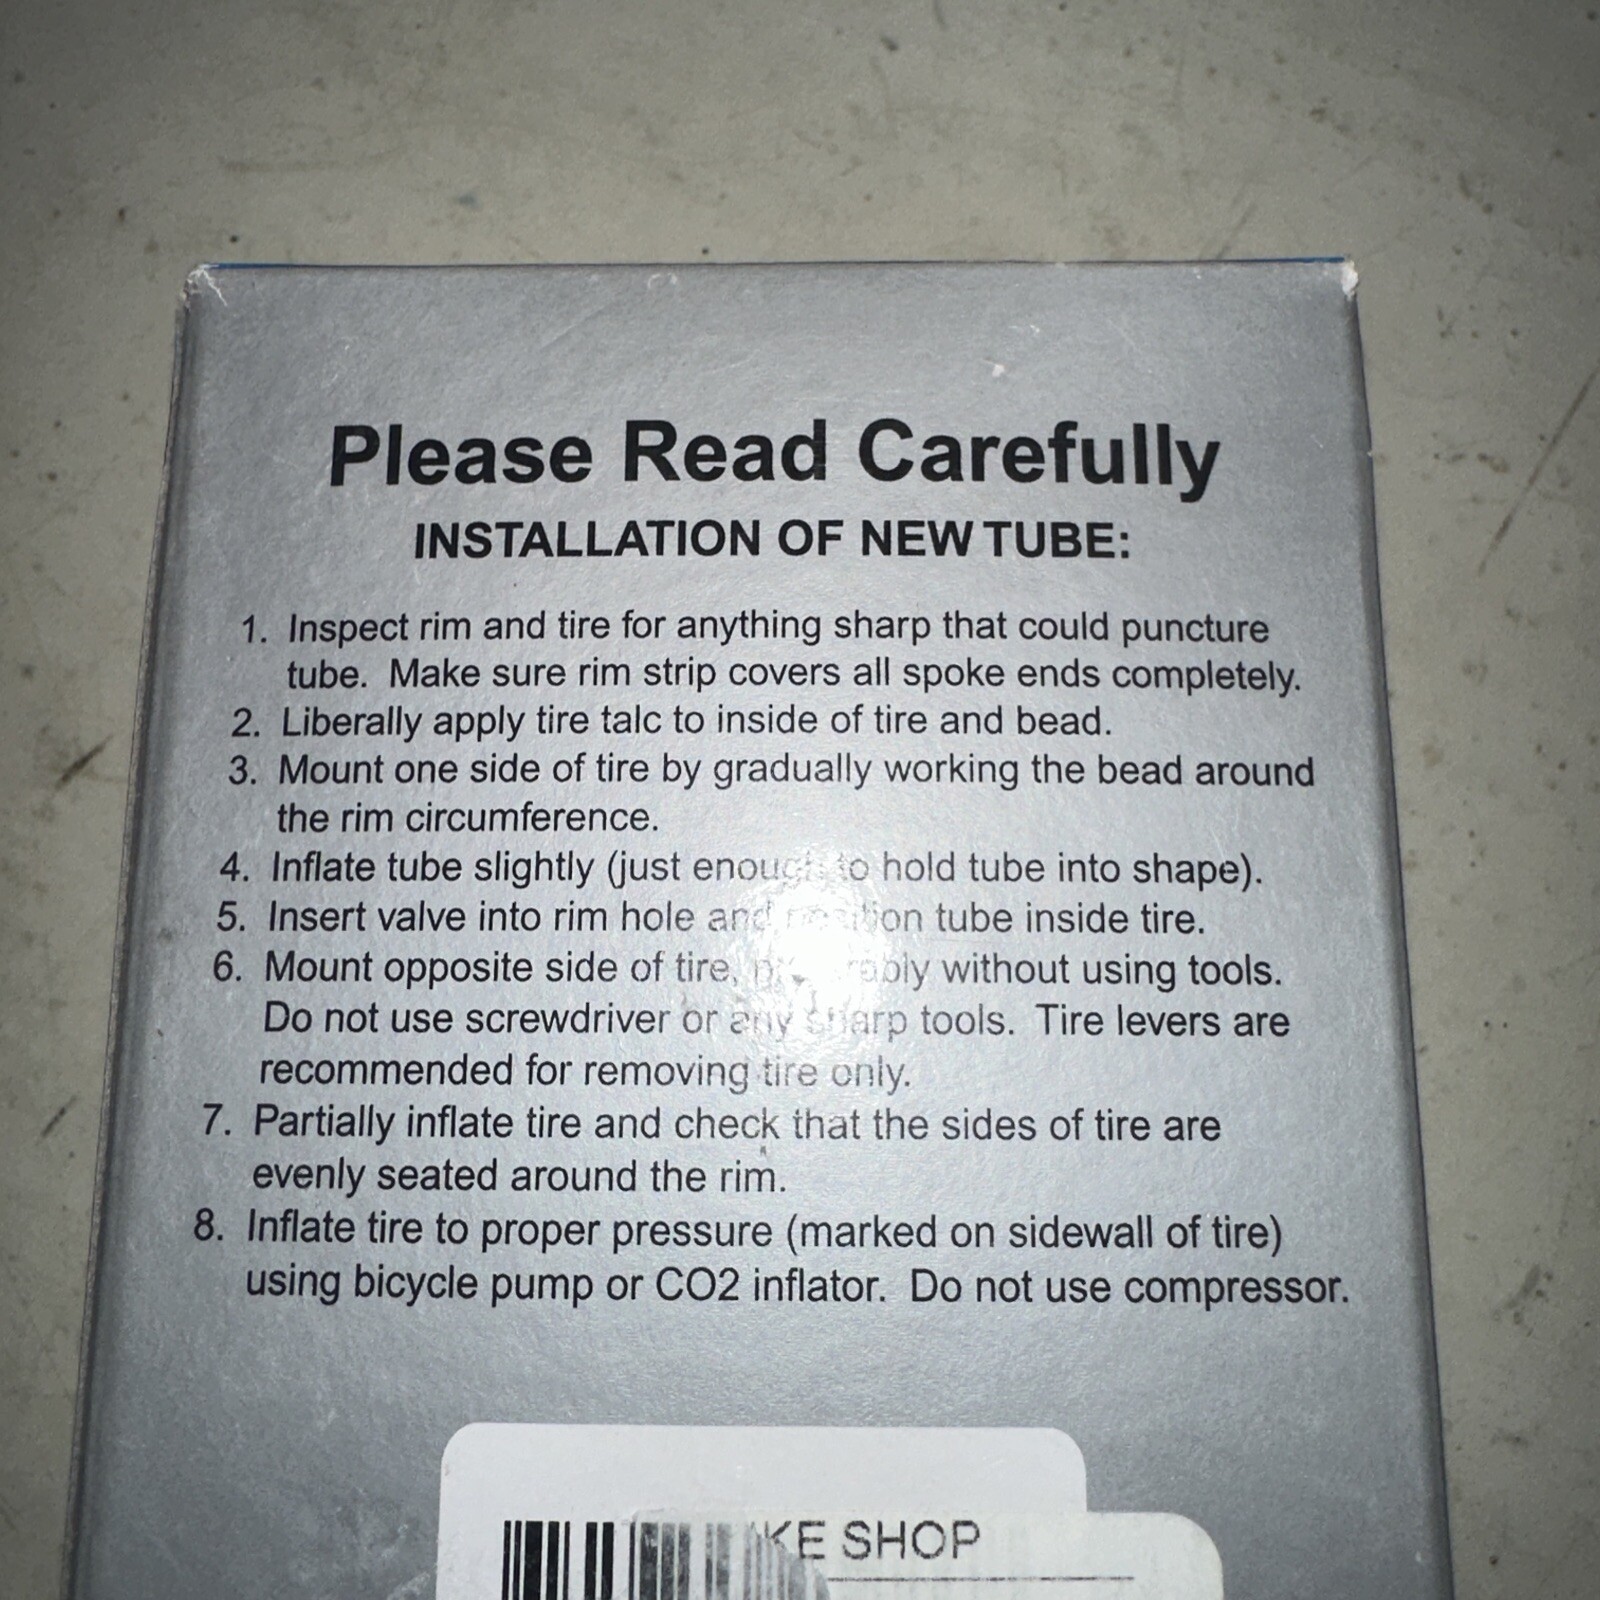 Please Read Carefully
INSTALLATION OF NEW TUBE:
1. Inspect rim and tire for anything sharp that could puncture
tube. Make sure rim strip covers all spoke ends completely.
2. Liberally apply tire talc to inside of tire and bead.
3. Mount one side of tire by gradually working the bead around
the rim circumference.
4. Inflate tube slightly (just enough to hold tube into shape).
5. Insert valve into rim hole and position tube inside tire.
6. Mount opposite side of tire, preferably without using tools.
Do not use screwdriver or any sharp tools. Tire levers are
recommended for removing tire only.
7. Partially inflate tire and check that the sides of tire are
evenly seated around the rim.
8. Inflate tire to proper pressure (marked on sidewall of tire)
using bicycle pump or CO2 inflator. Do not use compressor.
SHOP